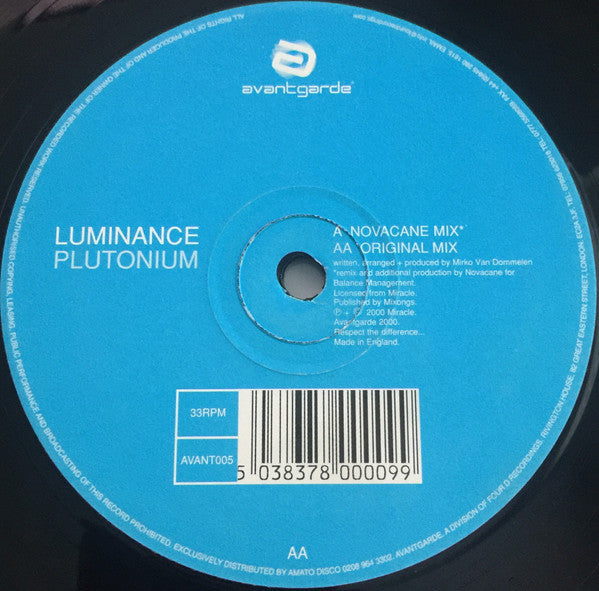 avantgarde
LUMINANCE
PLUTONIUM
A NOVACANE MIX*
AA ORIGINAL MIX
written, arranged + produced by Mirko Van Dommelen
*remix and additional production by Novacane for
Balance Management.
Licensed from Miracle.
Published by Mixongs.
℗ + © 2000 Miracle.
Avantgarde 2000.
Respect the difference...
Made in England.
33RPM
AVANT005
5 038378 000099
AA
ALL RIGHTS OF THE PRODUCER AND OF THE OWNER OF THE RECORDED WORK RESERVED. UNAUTHORISED COPYING, LEASING, PUBLIC PERFORMANCE AND BROADCASTING OF THIS RECORD PROHIBITED. EXCLUSIVELY DISTRIBUTED BY AMATO DISCO 0208 964 3302. AVANTGARDE. A DIVISION OF FOUR D RECORDINGS. RIVINGTON HOUSE. 82 GREAT EASTERN STREET, LONDON, EC2A